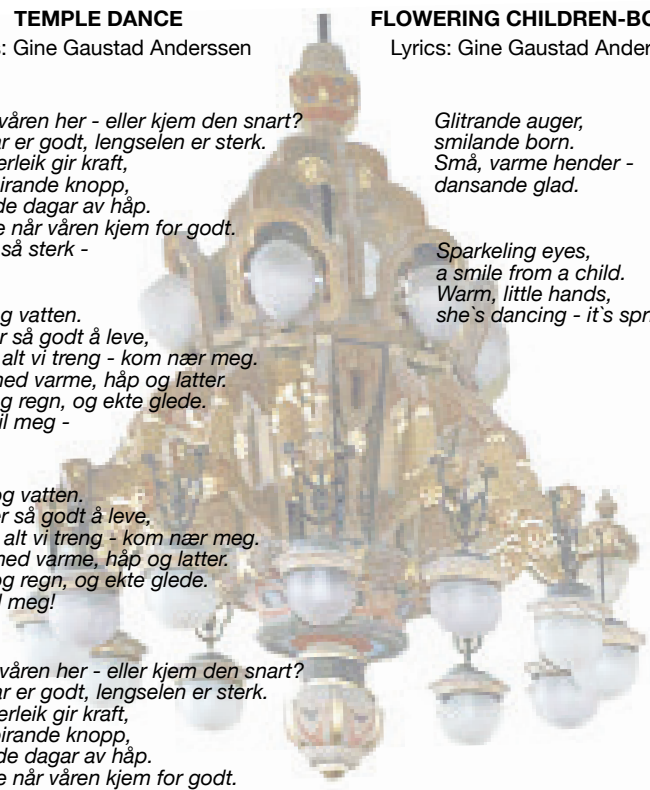 TEMPLE DANCE
s: Gine Gaustad Anderssen
våren her - eller kjem den snart?
ar er godt, lengselen er sterk.
erleik gir kraft,
irande knopp,
de dagar av håp.
e når våren kjem for godt.
så sterk -
g vatten.
r så godt å leve,
alt vi treng - kom nær meg.
ned varme, håp og latter.
g regn, og ekte glede.
il meg -
og vatten.
er så godt å leve,
alt vi treng - kom nær meg.
ned varme, håp og latter.
og regn, og ekte glede.
l meg!
våren her - eller kjem den snart?
ar er godt, lengselen er sterk.
erleik gir kraft,
irande knopp,
de dagar av håp.
e når våren kjem for godt.
FLOWERING CHILDREN-BO
Lyrics: Gine Gaustad Ander
Glitrande auger,
smilande born.
Små, varme hender -
dansande glad.
Sparkeling eyes,
a smile from a child.
Warm, little hands,
she`s dancing - it`s spri